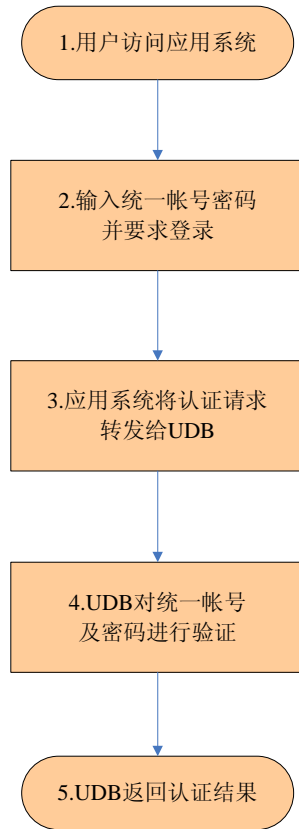 1.用户访问应用系统
2.输入统一帐号密码
并要求登录
3.应用系统将认证请求
转发给UDB
4.UDB对统一帐号
及密码进行验证
5.UDB返回认证结果